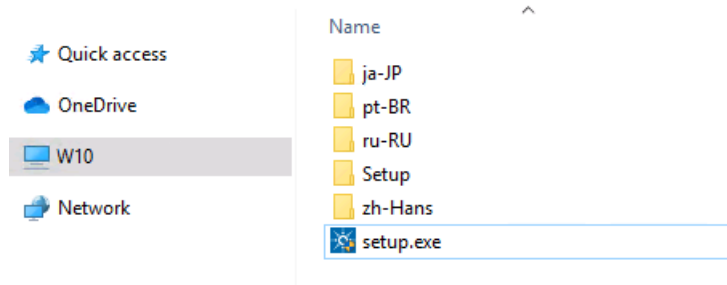 Quick access
OneDrive
W10
Network
Name
ja-JP
pt-BR
ru-RU
Setup
zh-Hans
setup.exe